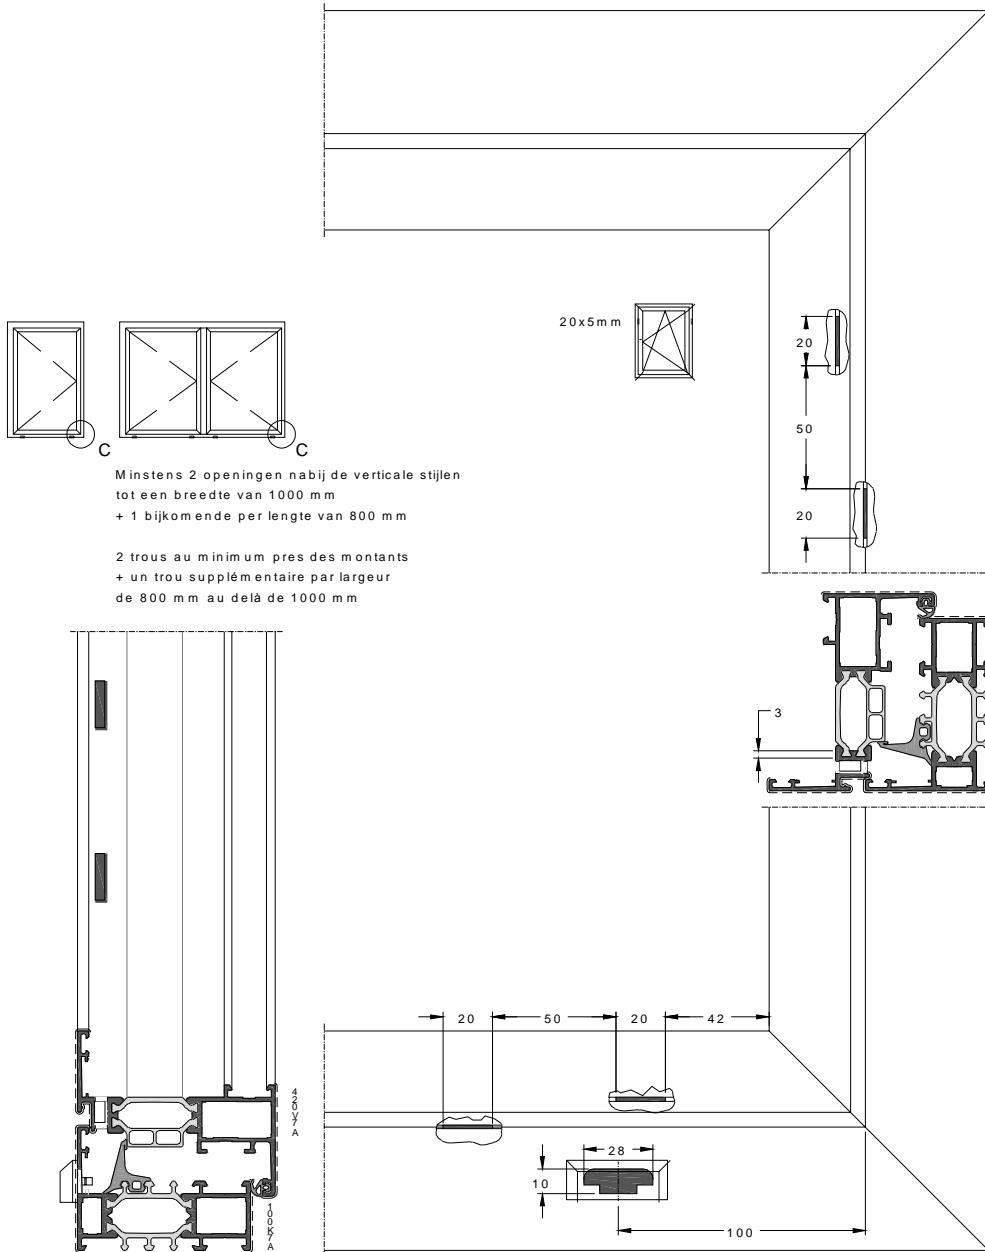 20x5mm
20
50
20
C
C
Minstens 2 openingen nabij de verticale stijlen
tot een breedte van 1000 mm
+ 1 bijkomende per lengte van 800 mm
2 trous au minimum pres des montants
+ un trou supplémentaire par largeur
de 800 mm au delà de 1000 mm
3
20
50
20
42
420V7A
28
10
100K7A
100